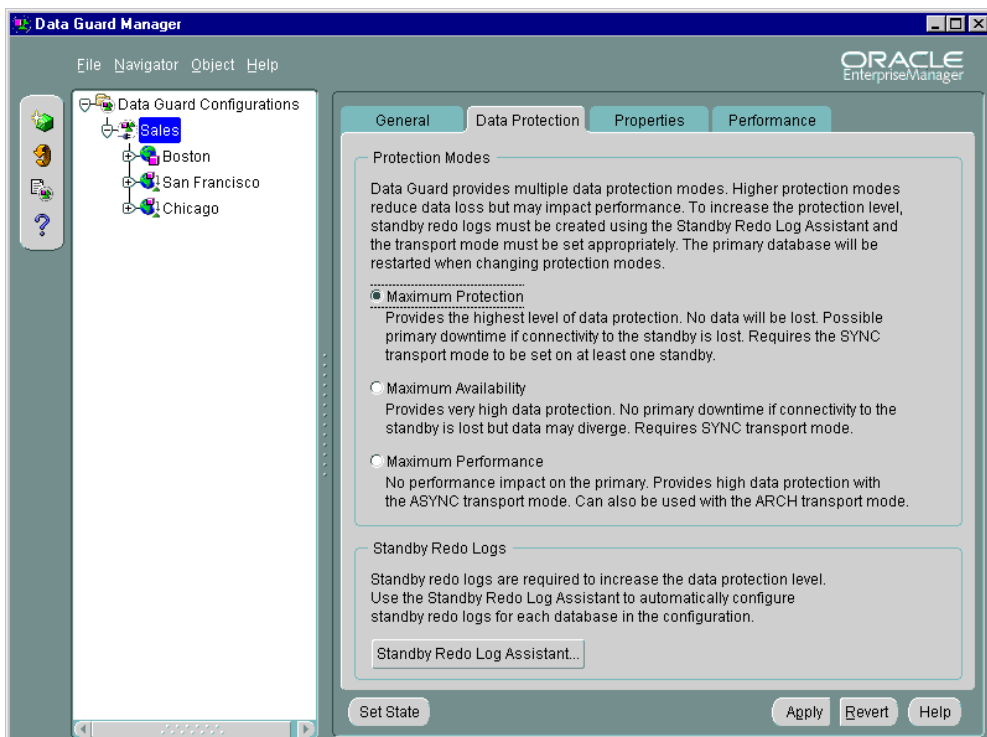 Data Guard Manager
File Navigator Object Help
ORACLE
EnterpriseManager
Data Guard Configurations
Sales
Boston
San Francisco
Chicago
General
Data Protection
Properties
Performance
Protection Modes
Data Guard provides multiple data protection modes. Higher protection modes
reduce data loss but may impact performance. To increase the protection level,
standby redo logs must be created using the Standby Redo Log Assistant and
the transport mode must be set appropriately. The primary database will be
restarted when changing protection modes.
Maximum Protection
Provides the highest level of data protection. No data will be lost. Possible
primary downtime if connectivity to the standby is lost. Requires the SYNC
transport mode to be set on at least one standby.
Maximum Availability
Provides very high data protection. No primary downtime if connectivity to the
standby is lost but data may diverge. Requires SYNC transport mode.
Maximum Performance
No performance impact on the primary. Provides high data protection with
the ASYNC transport mode. Can also be used with the ARCH transport mode.
Standby Redo Logs
Standby redo logs are required to increase the data protection level.
Use the Standby Redo Log Assistant to automatically configure
standby redo logs for each database in the configuration.
Standby Redo Log Assistant...
Set State
Apply
Revert
Help